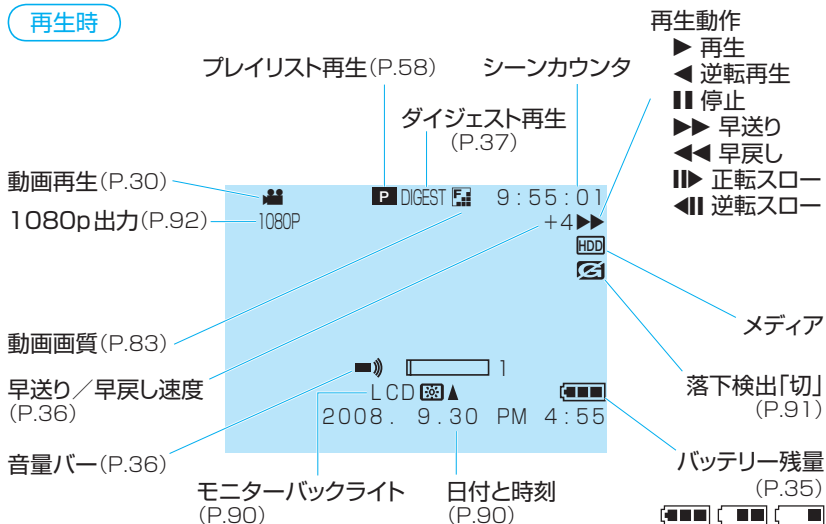 再生時
再生動作
▶ 再生
◀ 逆転再生
❚❚ 停止
▶▶ 早送り
◀◀ 早戻し
❚❚▶ 正転スロー
◀❚❚ 逆転スロー
プレイリスト再生(P.58)
シーンカウンタ
ダイジェスト再生
(P.37)
動画再生(P.30)
1080p出力(P.92)
P DIGEST F 9:55:01
1080P +4▶▶
HDD
メディア
動画画質(P.83)
早送り/早戻し速度
(P.36)
落下検出「切」
(P.91)
1
LCD ▲
2008. 9.30 PM 4:55
音量バー(P.36)
バッテリー残量
(P.35)
モニターバックライト
(P.90)
日付と時刻
(P.90)